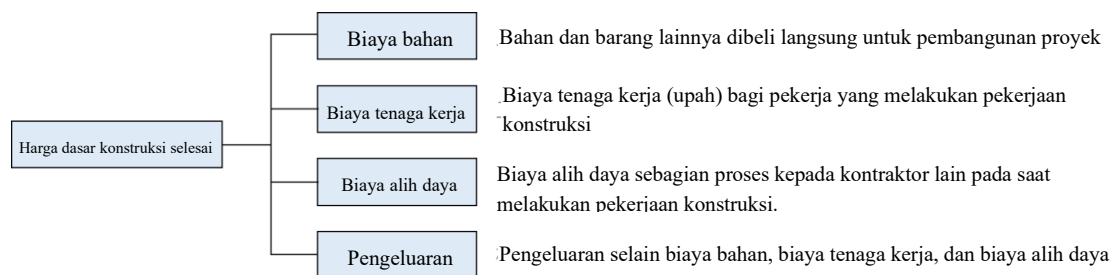 Harga dasar konstruksi selesai
Biaya bahan
Bahan dan barang lainnya dibeli langsung untuk pembangunan proyek
Biaya tenaga kerja
Biaya tenaga kerja (upah) bagi pekerja yang melakukan pekerjaan
konstruksi
Biaya alih daya
Biaya alih daya sebagian proses kepada kontraktor lain pada saat
melakukan pekerjaan konstruksi.
Pengeluaran
Pengeluaran selain biaya bahan, biaya tenaga kerja, dan biaya alih daya